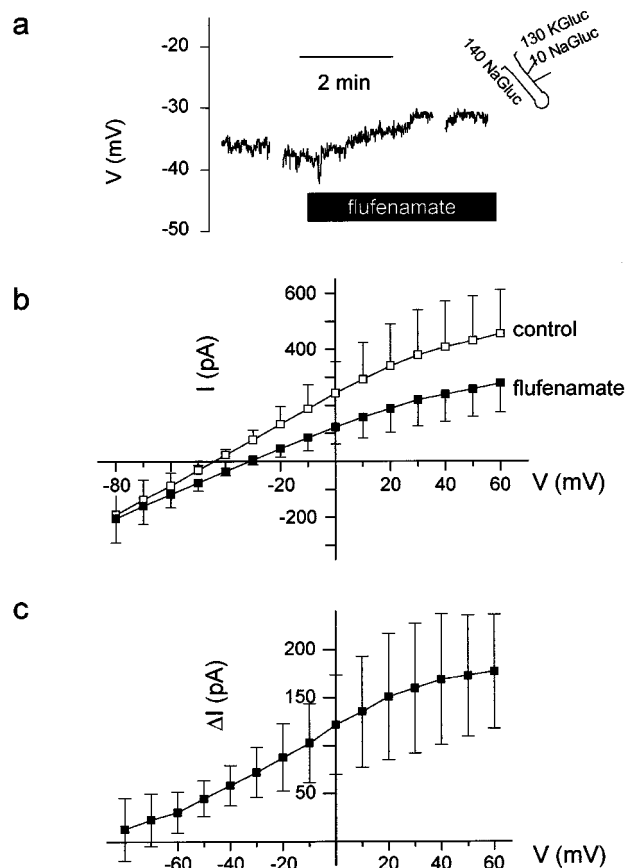 a
-15
-30
-40
-50
V (mV)
2 min
140 NaGluc
130 KGluc
10 NaGluc
flufenamate
b
600
400
-200
I (pA)
control
flufenamate
-80
-20
20
40
60
V (mV)
c
200
150
50
ΔI (pA)
-60
-40
-20
20
40
60
V (mV)